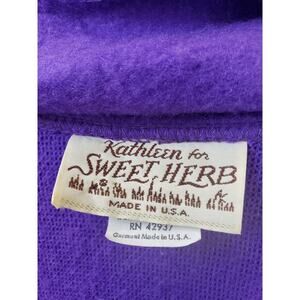 Kathleen for
SWEET HERB
MADE IN U.S.A.
RN 42937
Garment Made in U.S.A.